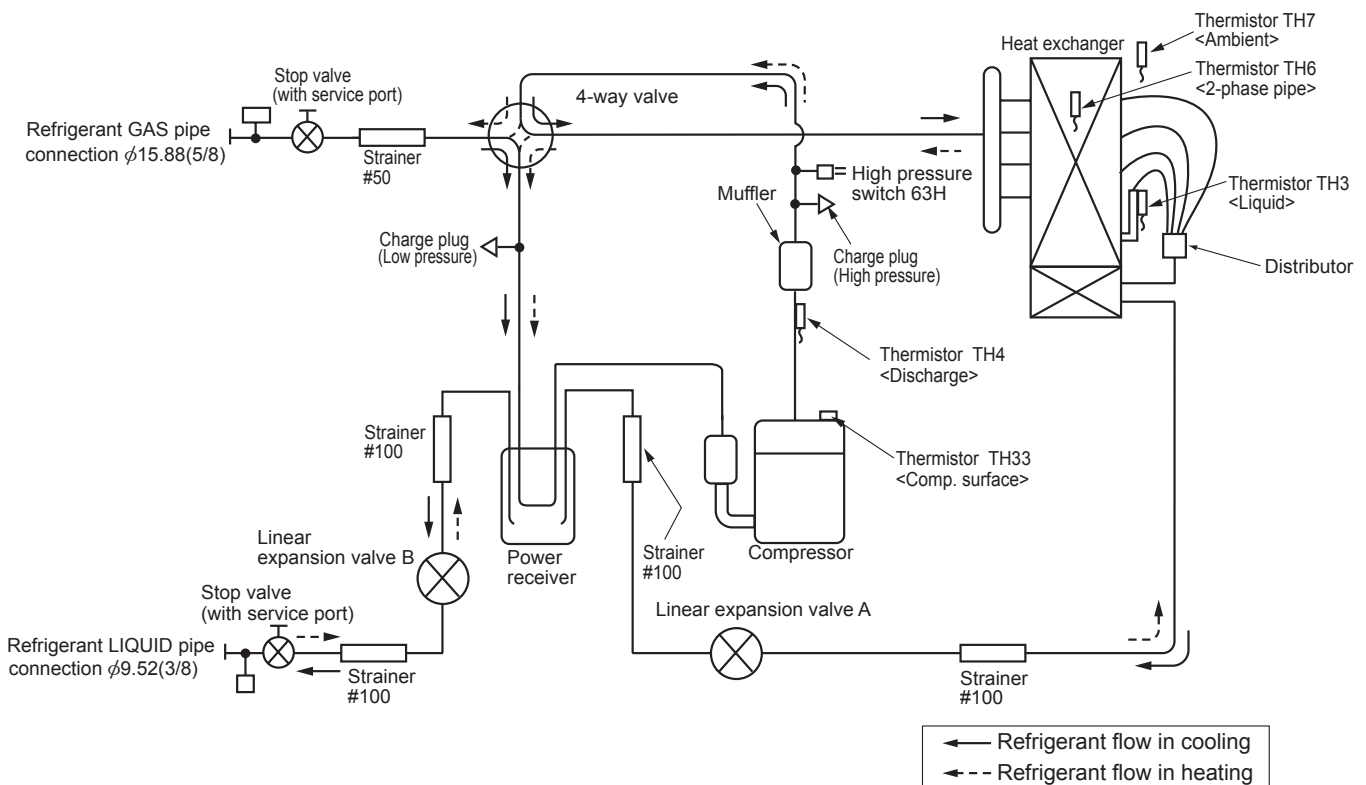 Thermistor TH7
<Ambient>
Heat exchanger
Thermistor TH6
<2-phase pipe>
Stop valve
(with service port)
4-way valve
Refrigerant GAS pipe
connection ϕ15.88(5/8)
Strainer
#50
High pressure
switch 63H
Muffler
Thermistor TH3
<Liquid>
Charge plug
(Low pressure)
Charge plug
(High pressure)
Distributor
Thermistor TH4
<Discharge>
Strainer
#100
Thermistor TH33
<Comp. surface>
Linear
expansion valve B
Power
receiver
Strainer
#100
Compressor
Stop valve
(with service port)
Linear expansion valve A
Refrigerant LIQUID pipe
connection ϕ9.52(3/8)
Strainer
#100
Strainer
#100
Refrigerant flow in cooling
Refrigerant flow in heating